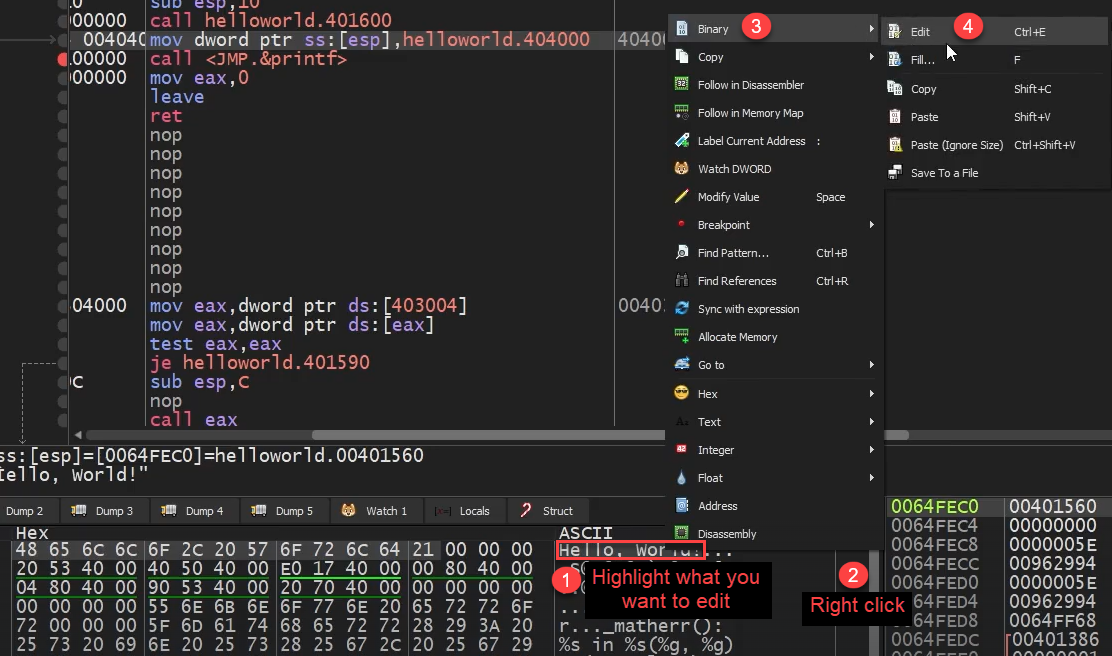 sub esp,10
00000 call helloworld.401600
004040 mov dword ptr ss:[esp],helloworld.404000 4040
00000 call <JMP.&printf>
00000 mov eax,0
leave
ret
nop
nop
nop
nop
nop
nop
nop
nop
nop
04000 mov eax,dword ptr ds:[403004] 0040
mov eax,dword ptr ds:[eax]
test eax,eax
je helloworld.401590
C sub esp,C
nop
call eax
ss:[esp]=[0064FEC0]=helloworld.00401560
ello, World!"
Binary 3
Copy
Follow in Disassembler
Follow in Memory Map
Label Current Address :
Watch DWORD
Modify Value Space
Breakpoint
Find Pattern... Ctrl+B
Find References Ctrl+R
Sync with expression
Allocate Memory
Go to
Hex
Text
Integer
Float
Address
Disassembly
Edit 4 Ctrl+E
Fill... F
Copy Shift+C
Paste Shift+V
Paste (Ignore Size) Ctrl+Shift+V
Save To a File
Dump 2 Dump 3 Dump 4 Dump 5 Watch 1 Locals Struct
Hex ASCII
48 65 6C 6C 6F 2C 20 57 6F 72 6C 64 21 00 00 00 Hello, World!...
20 53 40 00 40 50 40 00 E0 17 40 00 00 80 40 00
04 80 40 00 90 53 40 00 20 70 40 00 00 00 00 00
00 00 00 00 55 6E 6B 6E 6F 77 6E 20 65 72 72 6F
72 00 00 00 5F 6D 61 74 68 65 72 72 28 29 3A 20 r..._matherr():
25 73 20 69 6E 20 25 73 28 25 67 2C 20 25 67 29 %s in %s(%g, %g)
1 Highlight what you
want to edit
2
Right click
0064FEC0 00401560
0064FEC4 00000000
0064FEC8 0000005E
0064FECC 00962994
0064FED0 0000005E
0064FED4 00962994
0064FED8 0064FF68
0064FEDC 00401386